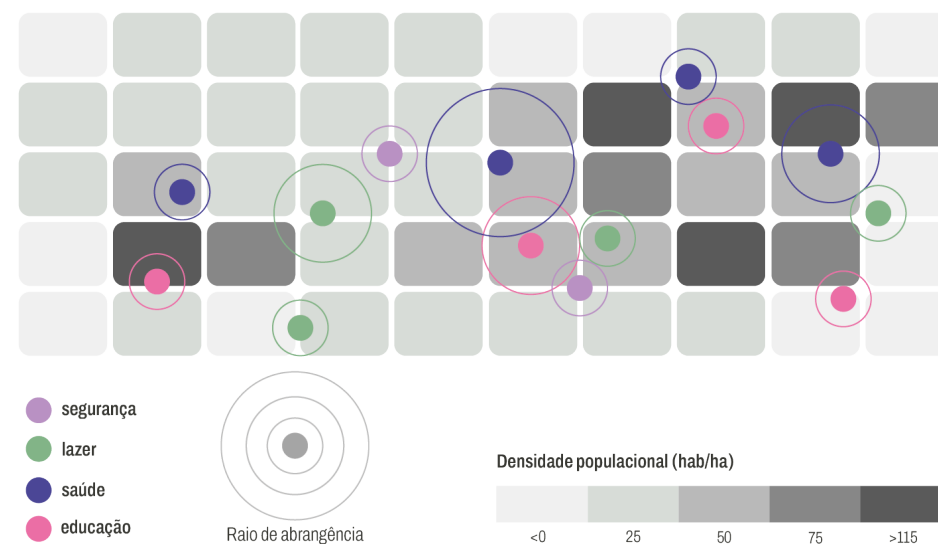 segurança
lazer
saúde
educação
Raio de abrangência
Densidade populacional (hab/ha)
<0 25 50 75 >115